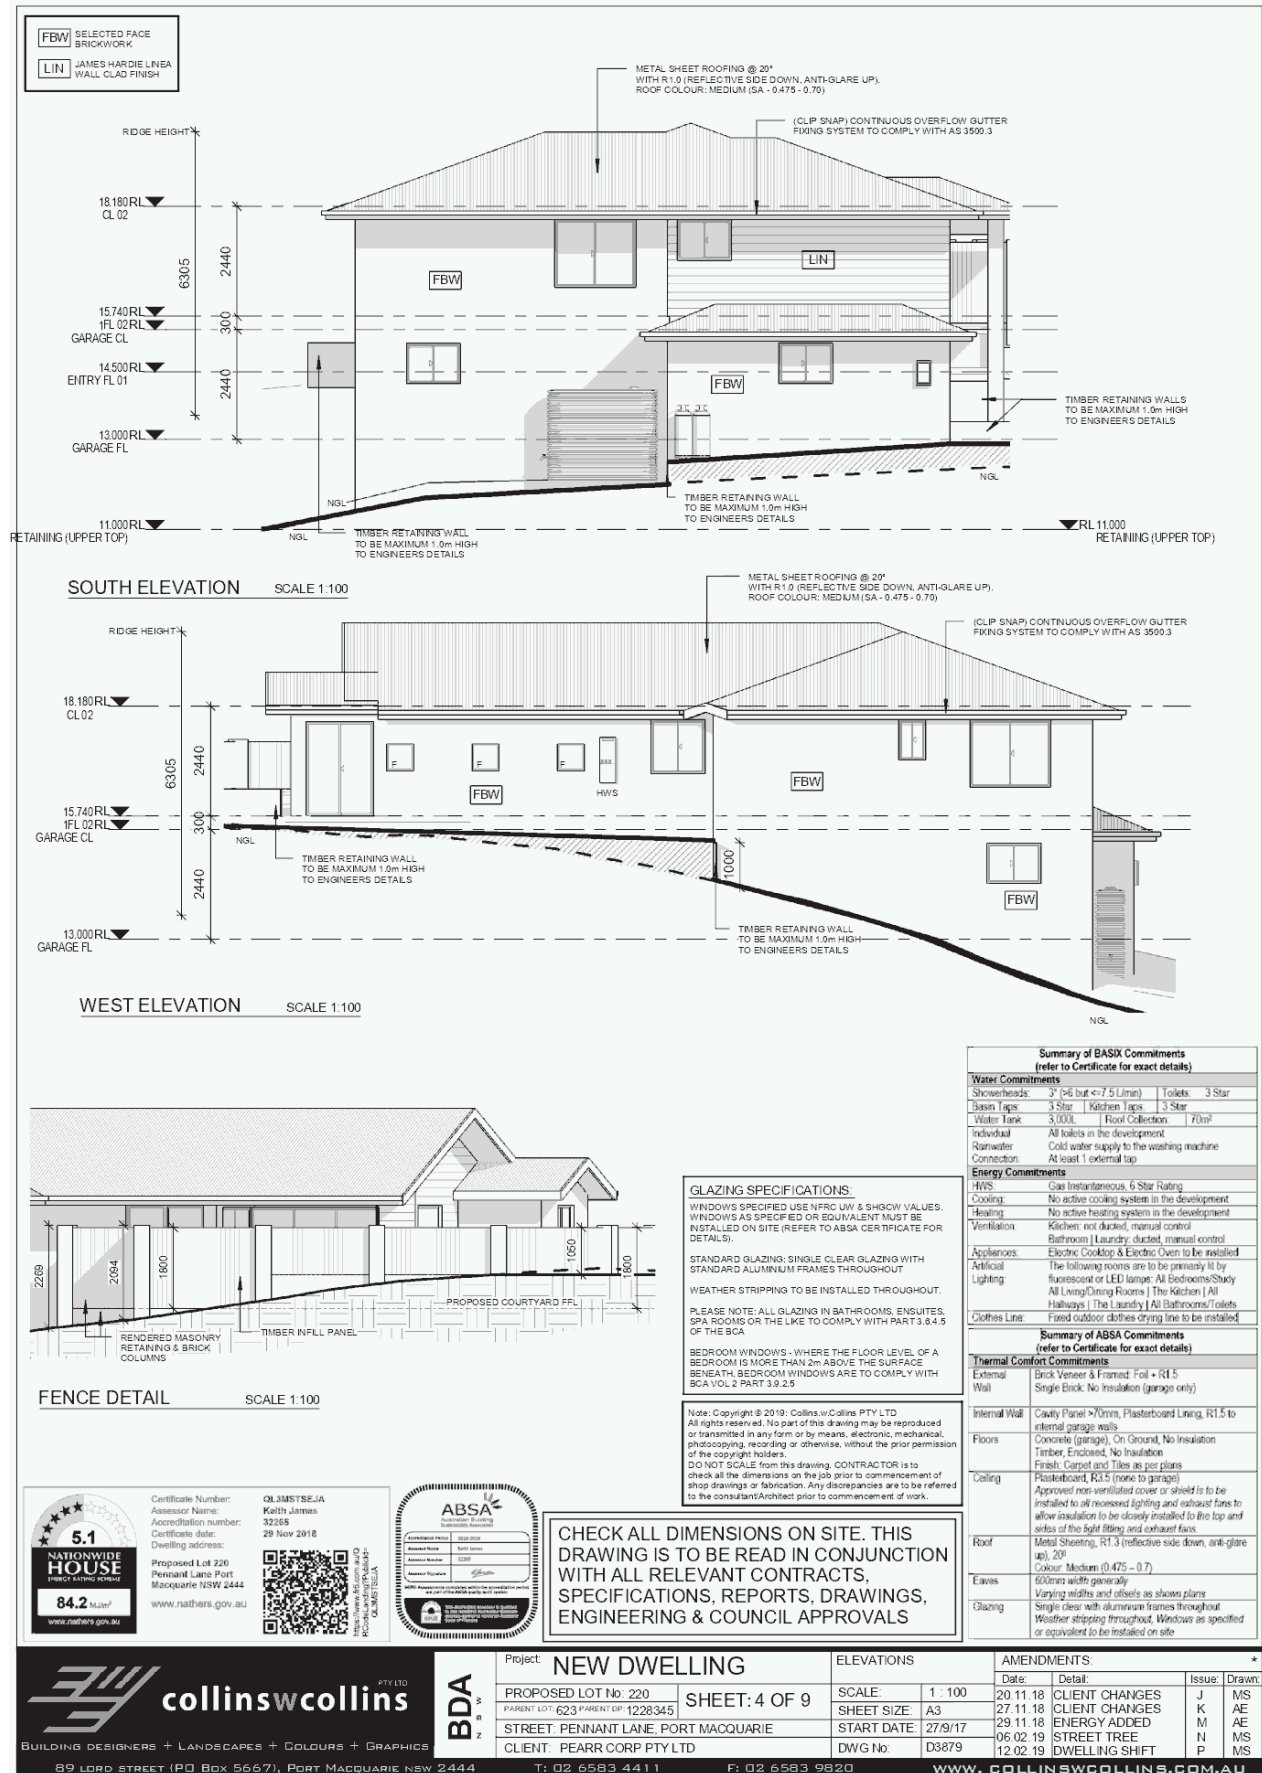 FBW SELECTED FACE
BRICKWORK
LIN JAMES HARDIE LINEA
WALL CLAD FINISH
METAL SHEET ROOFING @ 20°
WITH R1.0 (REFLECTIVE SIDE DOWN, ANTI-GLARE UP).
ROOF COLOUR: MEDIUM (SA - 0.475 - 0.70)
(CLIP SNAP) CONTINUOUS OVERFLOW GUTTER
FIXING SYSTEM TO COMPLY WITH AS 3500.3
RIDGE HEIGHT
18.180RL
CL 02
6305
2440
FBW
LIN
15.740RL
1FL 02RL
GARAGE CL
300
14.500RL
ENTRY FL 01
2440
FBW
TIMBER RETAINING WALLS
TO BE MAXIMUM 1.0m HIGH
TO ENGINEERS DETAILS
13.000RL
GARAGE FL
NGL
NGL
TIMBER RETAINING WALL
TO BE MAXIMUM 1.0m HIGH
TO ENGINEERS DETAILS
11.000RL
RETAINING (UPPER TOP)
NGL
TIMBER RETAINING WALL
TO BE MAXIMUM 1.0m HIGH
TO ENGINEERS DETAILS
RL 11.000
RETAINING (UPPER TOP)
SOUTH ELEVATION SCALE 1:100
METAL SHEET ROOFING @ 20°
WITH R1.0 (REFLECTIVE SIDE DOWN, ANTI-GLARE UP).
ROOF COLOUR: MEDIUM (SA - 0.475 - 0.70)
(CLIP SNAP) CONTINUOUS OVERFLOW GUTTER
FIXING SYSTEM TO COMPLY WITH AS 3500.3
RIDGE HEIGHT
18.180RL
CL 02
6305
2440
F
F
F
HWS
FBW
FBW
15.740RL
1FL 02RL
GARAGE CL
300
NGL
TIMBER RETAINING WALL
TO BE MAXIMUM 1.0m HIGH
TO ENGINEERS DETAILS
2440
1000
FBW
13.000RL
GARAGE FL
TIMBER RETAINING WALL
TO BE MAXIMUM 1.0m HIGH
TO ENGINEERS DETAILS
NGL
WEST ELEVATION SCALE 1:100
2269
2094
1800
1050
1800
PROPOSED COURTYARD FFL
RENDERED MASONRY
RETAINING & BRICK
COLUMNS
TIMBER INFILL PANEL
FENCE DETAIL SCALE 1:100
GLAZING SPECIFICATIONS:
WINDOWS SPECIFIED USE NFRC UW & SHGCW VALUES.
WINDOWS AS SPECIFIED OR EQUIVALENT MUST BE
INSTALLED ON SITE (REFER TO ABSA CERTIFICATE FOR
DETAILS).
STANDARD GLAZING: SINGLE CLEAR GLAZING WITH
STANDARD ALUMINIUM FRAMES THROUGHOUT
WEATHER STRIPPING TO BE INSTALLED THROUGHOUT.
PLEASE NOTE: ALL GLAZING IN BATHROOMS, ENSUITES,
SPA ROOMS OR THE LIKE TO COMPLY WITH PART 3.6.4.5
OF THE BCA
BEDROOM WINDOWS - WHERE THE FLOOR LEVEL OF A
BEDROOM IS MORE THAN 2m ABOVE THE SURFACE
BENEATH, BEDROOM WINDOWS ARE TO COMPLY WITH
BCA VOL 2 PART 3.9.2.5
Note: Copyright © 2019: Collins.w.Collins PTY LTD
All rights reserved. No part of this drawing may be reproduced
or transmitted in any form or by means, electronic, mechanical,
photocopying, recording or otherwise, without the prior permission
of the copyright holders.
DO NOT SCALE from this drawing. CONTRACTOR is to
check all the dimensions on the job prior to commencement of
shop drawings or fabrication. Any discrepancies are to be referred
to the consultant/Architect prior to commencement of work.
CHECK ALL DIMENSIONS ON SITE. THIS
DRAWING IS TO BE READ IN CONJUNCTION
WITH ALL RELEVANT CONTRACTS,
SPECIFICATIONS, REPORTS, DRAWINGS,
ENGINEERING & COUNCIL APPROVALS
Summary of BASIX Commitments
(refer to Certificate for exact details)
Water Commitments
Showerheads: 3* (>6 but <=7.5 L/min) Toilets: 3 Star
Basin Taps: 3 Star Kitchen Taps: 3 Star
Water Tank: 3,000L Roof Collection: 70m²
Individual All toilets in the development
Rainwater Cold water supply to the washing machine
Connection: At least 1 external tap
Energy Commitments
HWS: Gas Instantaneous, 6 Star Rating
Cooling: No active cooling system in the development
Heating: No active heating system in the development
Ventilation: Kitchen: not ducted, manual control
Bathroom | Laundry: ducted, manual control
Appliances: Electric Cooktop & Electric Oven to be installed
Artificial The following rooms are to be primarily lit by
Lighting: fluorescent or LED lamps: All Bedrooms/Study
All Living/Dining Rooms | The Kitchen | All
Hallways | The Laundry | All Bathrooms/Toilets
Clothes Line: Fixed outdoor clothes drying line to be installed
Summary of ABSA Commitments
(refer to Certificate for exact details)
Thermal Comfort Commitments
External Brick Veneer & Framed: Foil + R1.5
Wall Single Brick: No Insulation (garage only)
Internal Wall Cavity Panel >70mm, Plasterboard Lining, R1.5 to
internal garage walls
Floors Concrete (garage), On Ground, No Insulation
Timber, Enclosed, No Insulation
Finish: Carpet and Tiles as per plans
Ceiling Plasterboard, R3.5 (none to garage)
Approved non-ventilated cover or shield is to be
installed to all recessed lighting and exhaust fans to
allow insulation to be closely installed to the top and
sides of the light fitting and exhaust fans.
Roof Metal Sheeting, R1.3 (reflective side down, anti-glare
up), 20°
Colour: Medium (0.475 – 0.7)
Eaves 600mm width generally
Varying widths and offsets as shown plans
Glazing Single clear with aluminium frames throughout
Weather stripping throughout, Windows as specified
or equivalent to be installed on site
5.1
NATIONWIDE
HOUSE
ENERGY RATING SCHEME
84.2 MJ/m²
www.nathers.gov.au
Certificate Number: QL3MSTSEJA
Assessor Name: Keith James
Accreditation number: 32265
Certificate date: 29 Nov 2018
Dwelling address:
Proposed Lot 220
Pennant Lane Port
Macquarie NSW 2444
www.nathers.gov.au
ABSA
Australian Building
Sustainability Association
Accreditation Period
Assessor Name Keith James
Assessor Number
Assessor Signature
PTY LTD
collinswcollins
BUILDING DESIGNERS + LANDSCAPES + COLOURS + GRAPHICS
BDA
NSW
Project: NEW DWELLING
PROPOSED LOT No: 220
PARENT LOT: 623 PARENT DP: 1228345
SHEET: 4 OF 9
STREET: PENNANT LANE, PORT MACQUARIE
CLIENT: PEARR CORP PTY LTD
ELEVATIONS
SCALE: 1 : 100
SHEET SIZE: A3
START DATE: 27/9/17
DWG No: D3879
AMENDMENTS: *
Date: Detail: Issue: Drawn:
20.11.18 CLIENT CHANGES J MS
27.11.18 CLIENT CHANGES K AE
29.11.18 ENERGY ADDED M AE
06.02.19 STREET TREE N MS
12.02.19 DWELLING SHIFT P MS
89 LORD STREET (PO BOX 5667), PORT MACQUARIE NSW 2444 T: 02 6583 4411 F: 02 6583 9820 WWW. COLLINSWCOLLINS.COM.AU